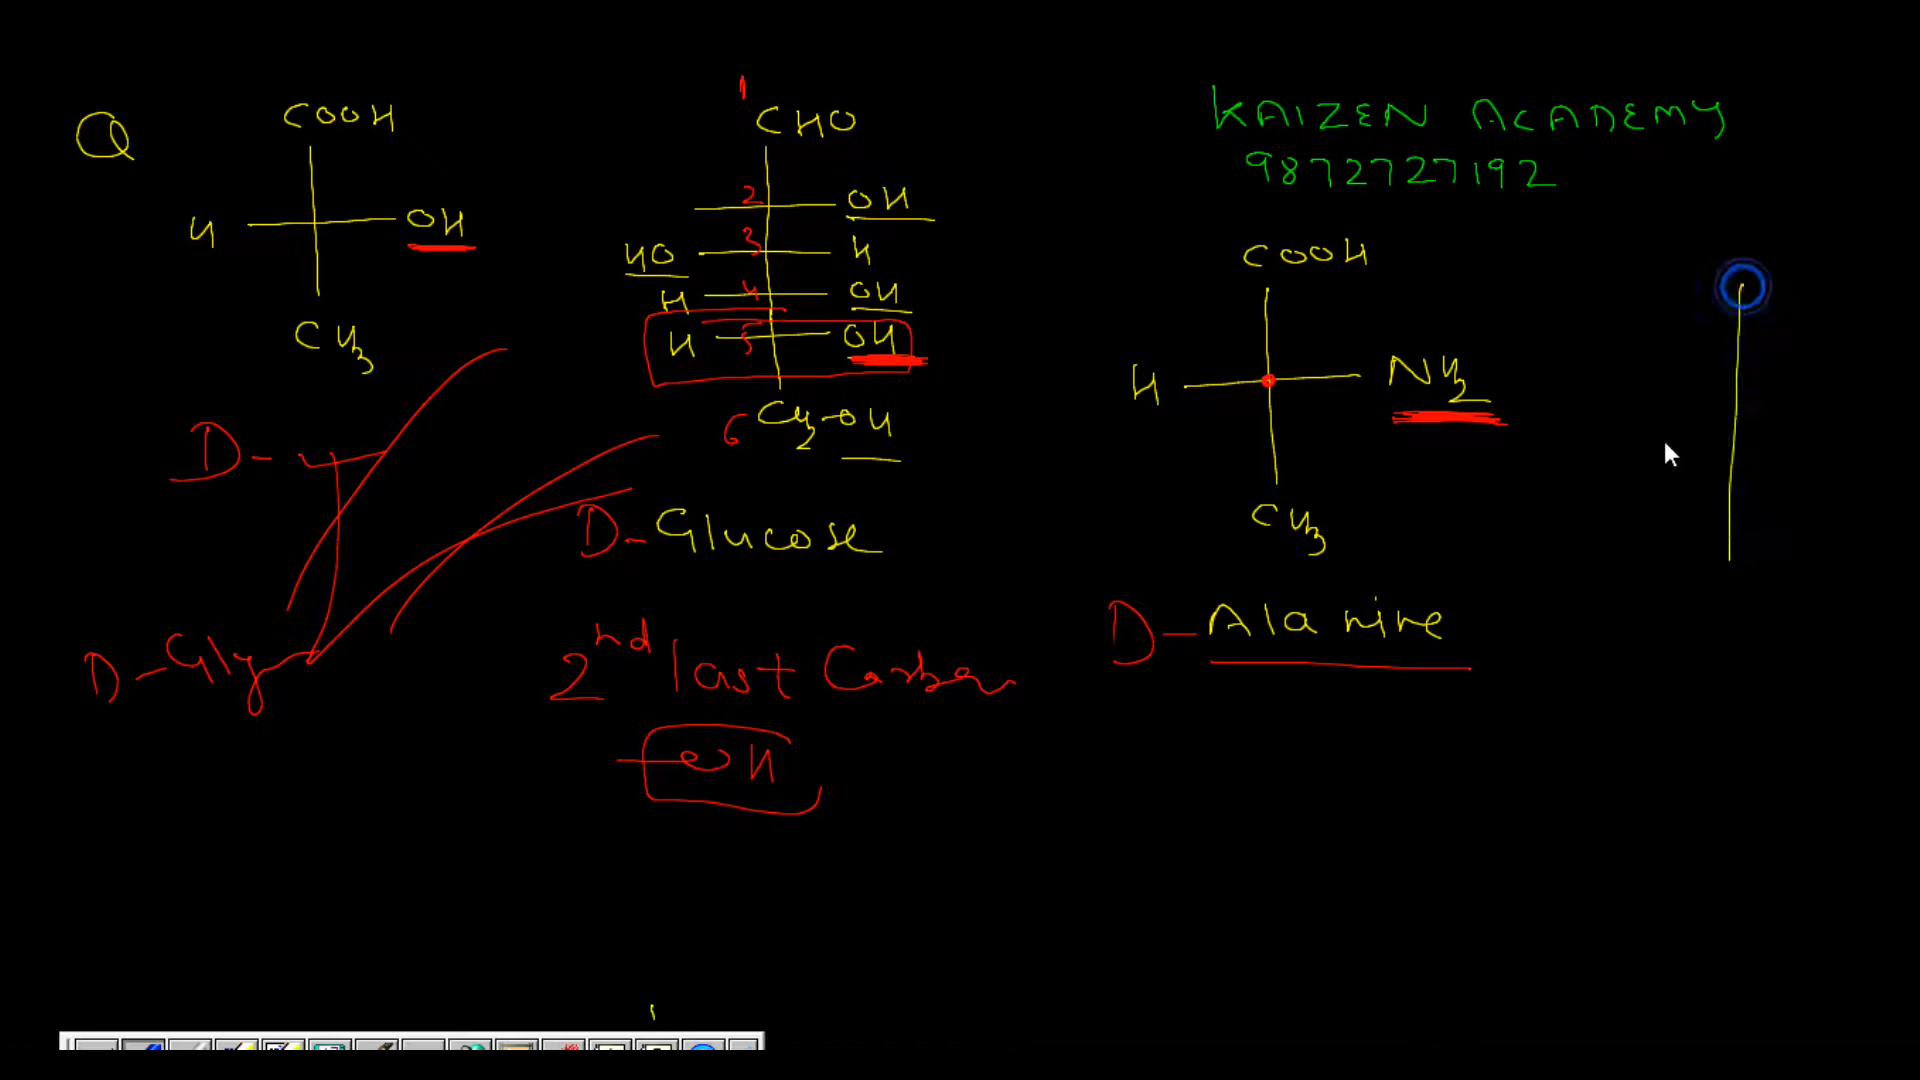 Q
COOH
H OH
CH3
D-
D-Gly
1
CHO
2 OH
HO 3 H
H 4 OH
H 5 OH
6 CH2-OH
D-Glucose
2nd last Carbon
-OH
KAIZEN ACADEMY
9872727192
COOH
H NH2
CH3
D-Alanine